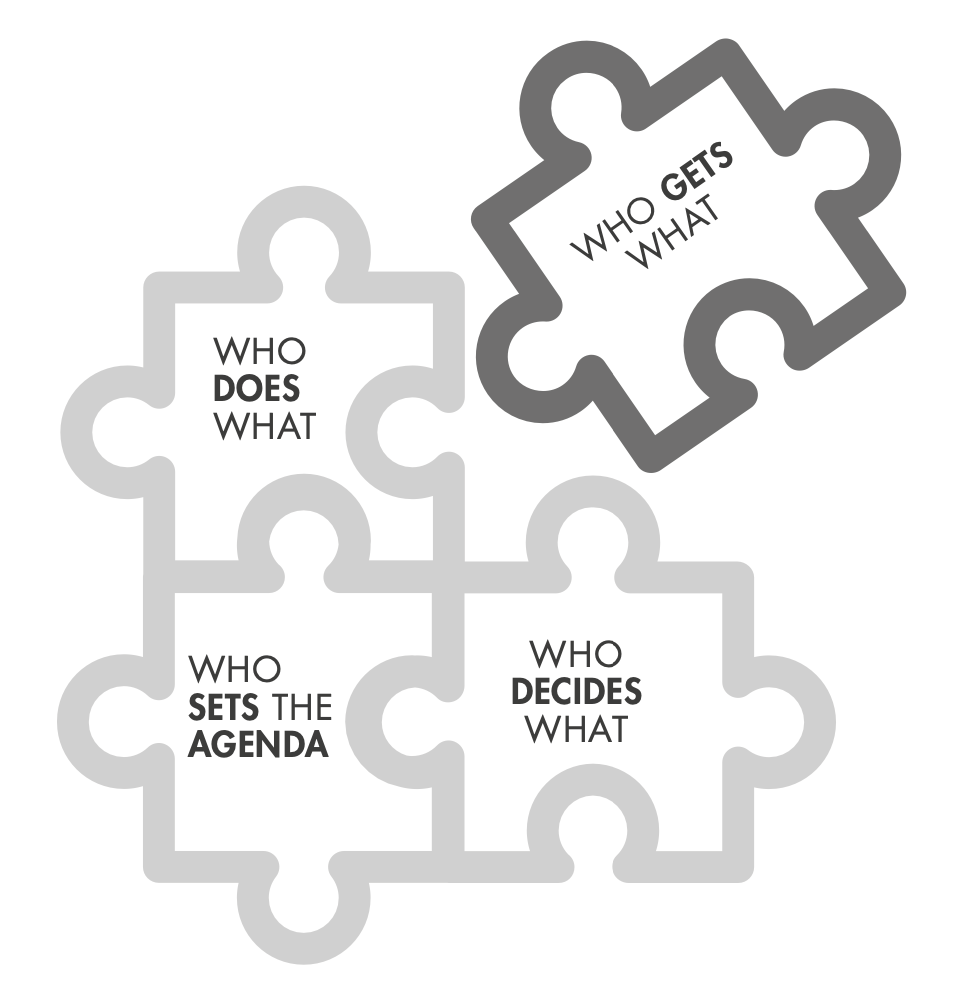 WHO GETS
WHAT
WHO
DOES
WHAT
WHO
SETS THE
AGENDA
WHO
DECIDES
WHAT